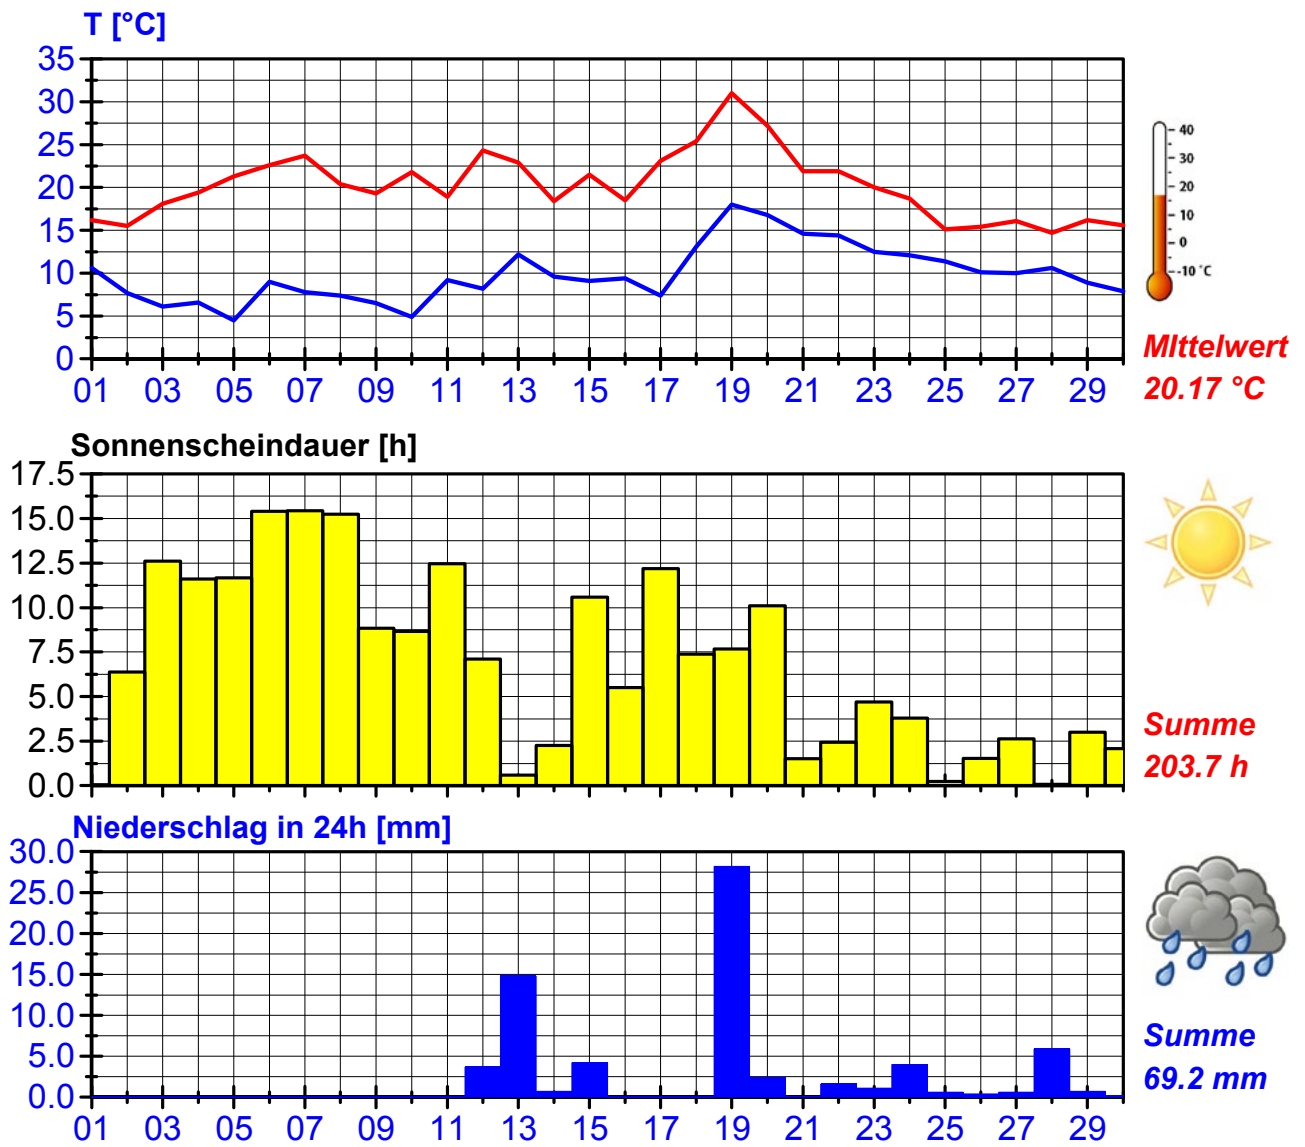 T [°C]
35
30
25
20
15
10
5
0
01 03 05 07 09 11 13 15 17 19 21 23 25 27 29
40
30
20
10
0
-10 °C
MIttelwert
20.17 °C
Sonnenscheindauer [h]
17.5
15.0
12.5
10.0
7.5
5.0
2.5
0.0
Summe
203.7 h
Niederschlag in 24h [mm]
30.0
25.0
20.0
15.0
10.0
5.0
0.0
01 03 05 07 09 11 13 15 17 19 21 23 25 27 29
Summe
69.2 mm